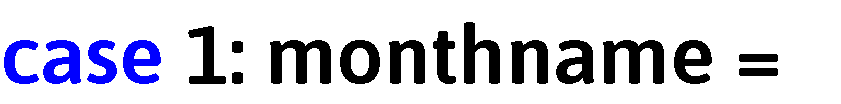 case 1: monthname =